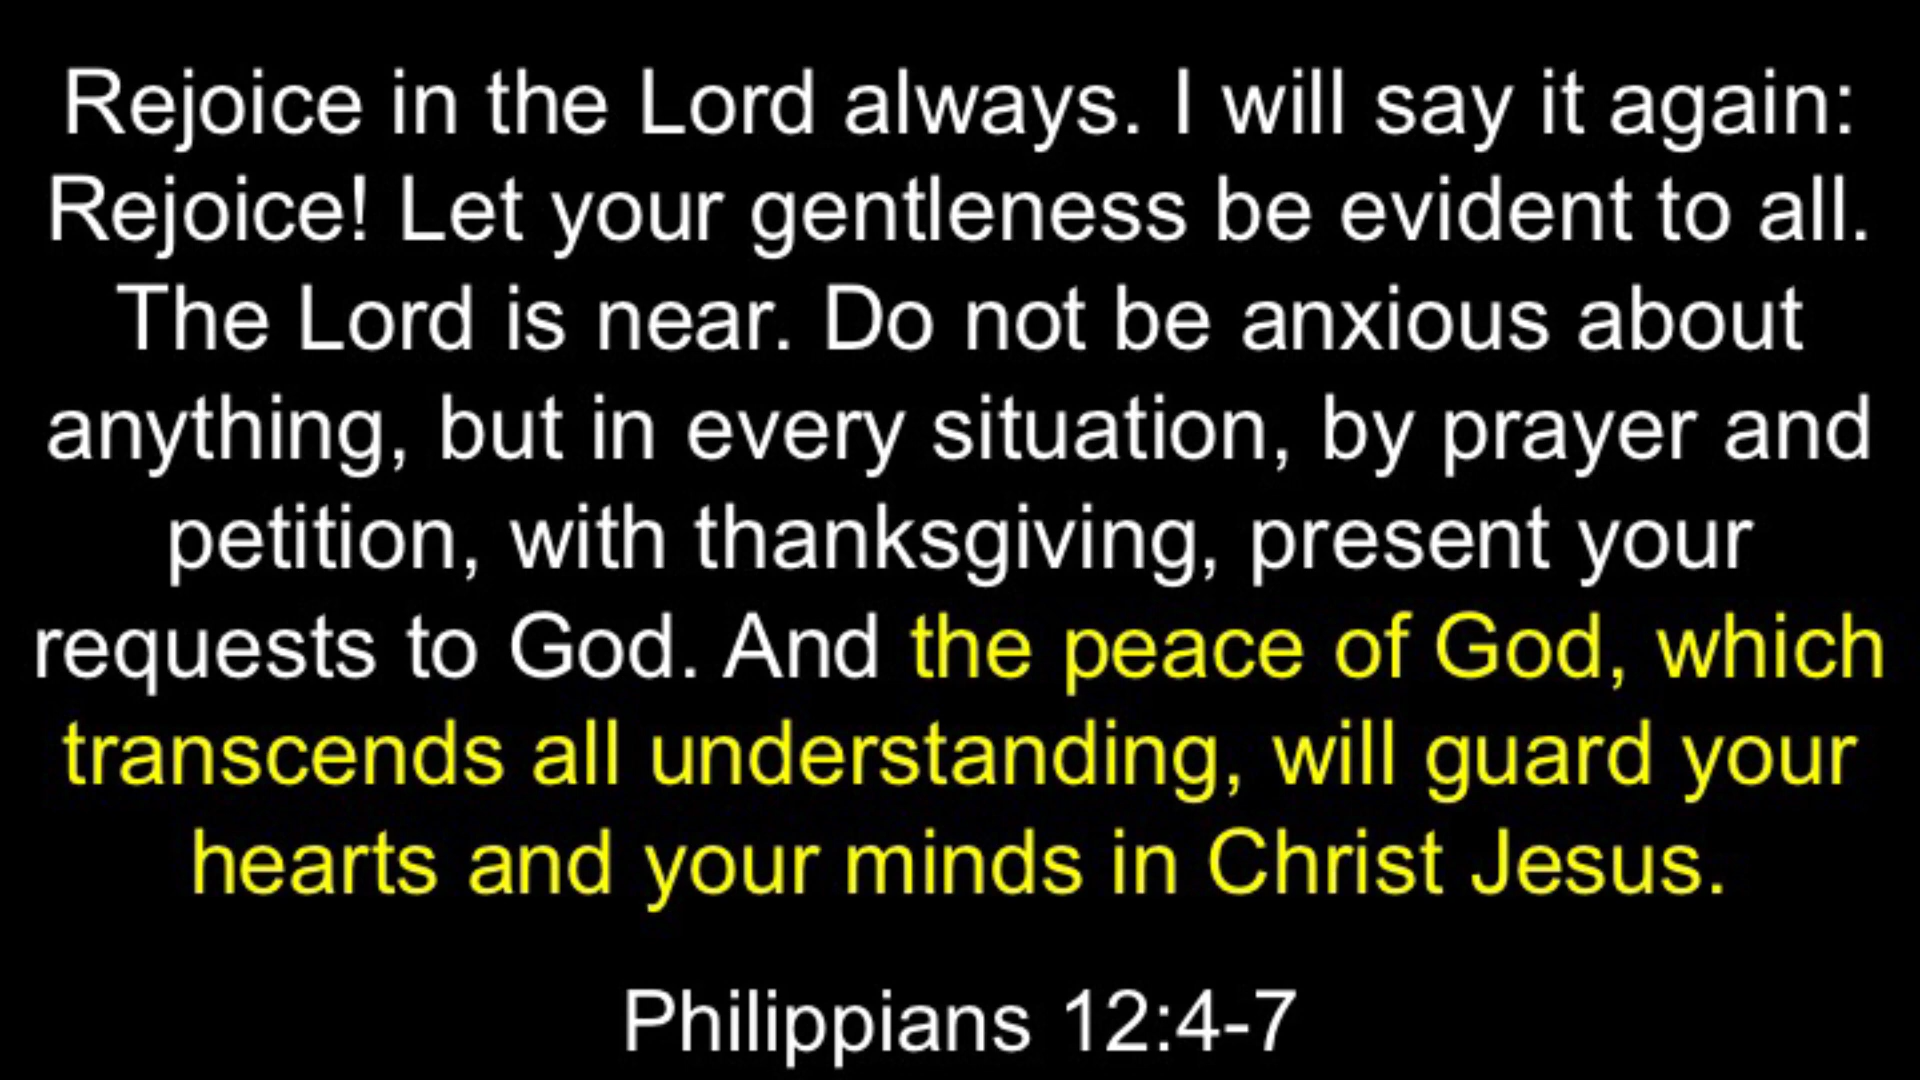 Rejoice in the Lord always. I will say it again:
Rejoice! Let your gentleness be evident to all.
The Lord is near. Do not be anxious about
anything, but in every situation, by prayer and
petition, with thanksgiving, present your
requests to God. And the peace of God, which
transcends all understanding, will guard your
hearts and your minds in Christ Jesus.
Philippians 12:4-7